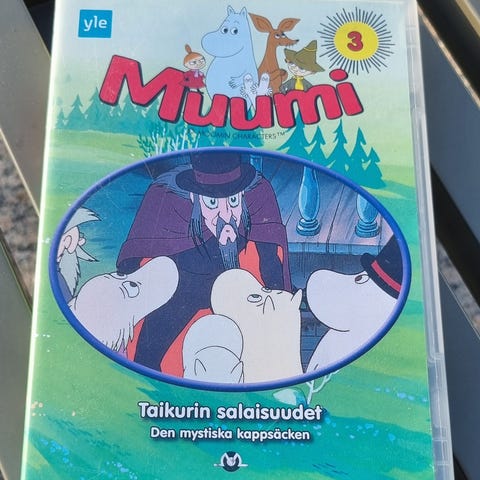 yle
3
Muumi
MOOMIN CHARACTERS™
Taikurin salaisuudet
Den mystiska kappsäcken